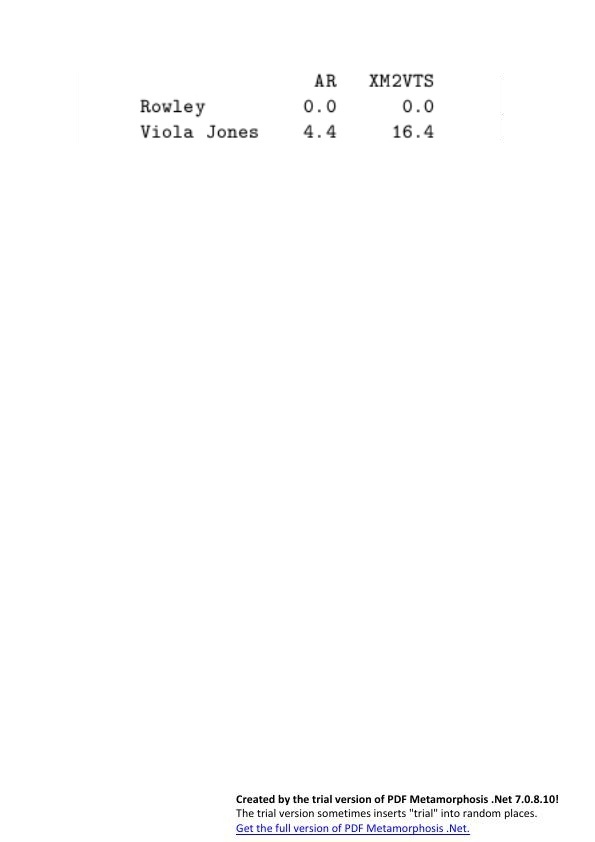 AR XM2VTS
Rowley 0.0 0.0
Viola Jones 4.4 16.4
Created by the trial version of PDF Metamorphosis .Net 7.0.8.10!
The trial version sometimes inserts "trial" into random places.
Get the full version of PDF Metamorphosis .Net.